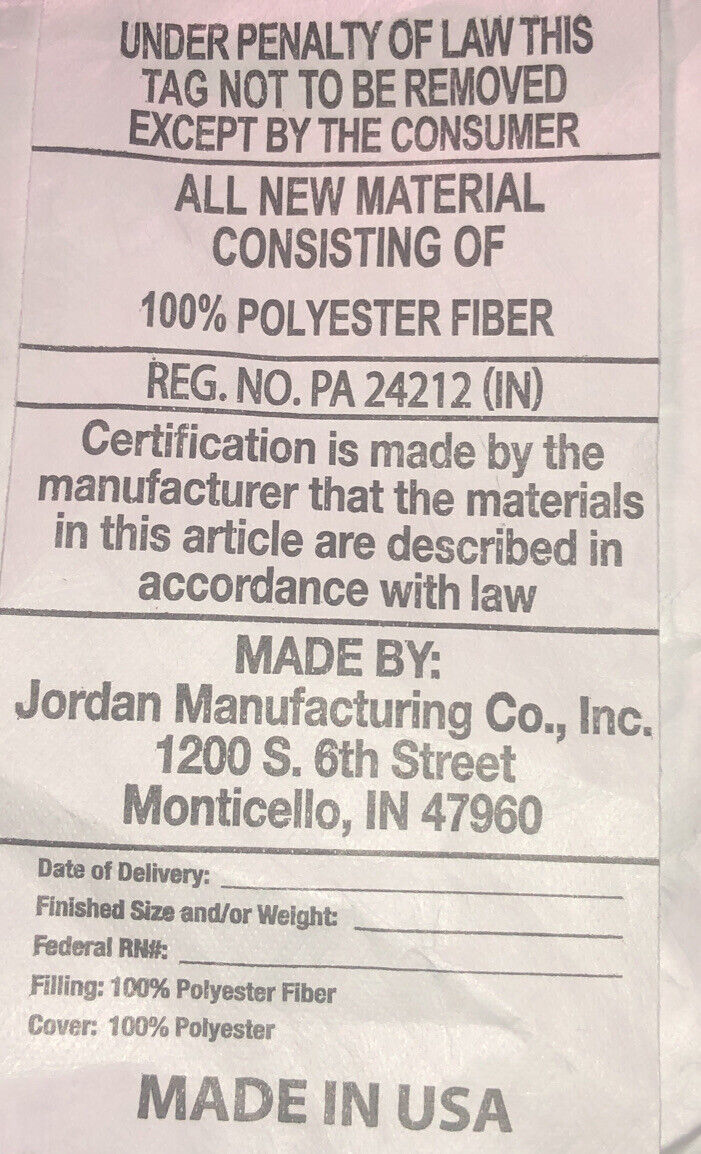 UNDER PENALTY OF LAW THIS
TAG NOT TO BE REMOVED
EXCEPT BY THE CONSUMER
ALL NEW MATERIAL
CONSISTING OF
100% POLYESTER FIBER
REG. NO. PA 24212 (IN)
Certification is made by the
manufacturer that the materials
in this article are described in
accordance with law
MADE BY:
Jordan Manufacturing Co., Inc.
1200 S. 6th Street
Monticello, IN 47960
Date of Delivery:
Finished Size and/or Weight:
Federal RN#:
Filling: 100% Polyester Fiber
Cover: 100% Polyester
MADE IN USA